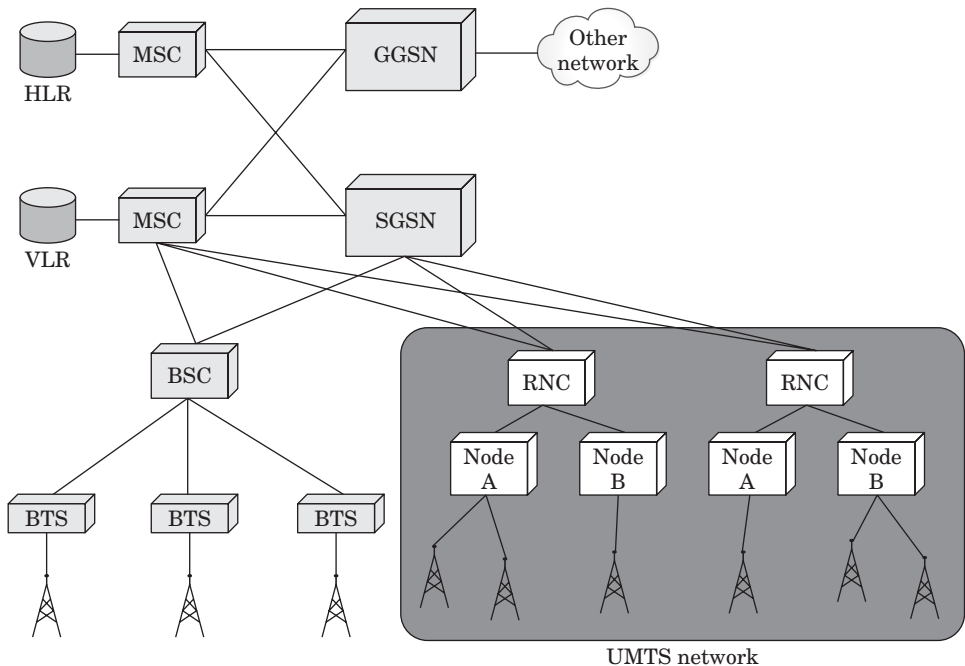 MSC
GGSN
Other
network
HLR
MSC
SGSN
VLR
BSC
RNC
RNC
Node
A
Node
B
Node
A
Node
B
BTS
BTS
BTS
UMTS network